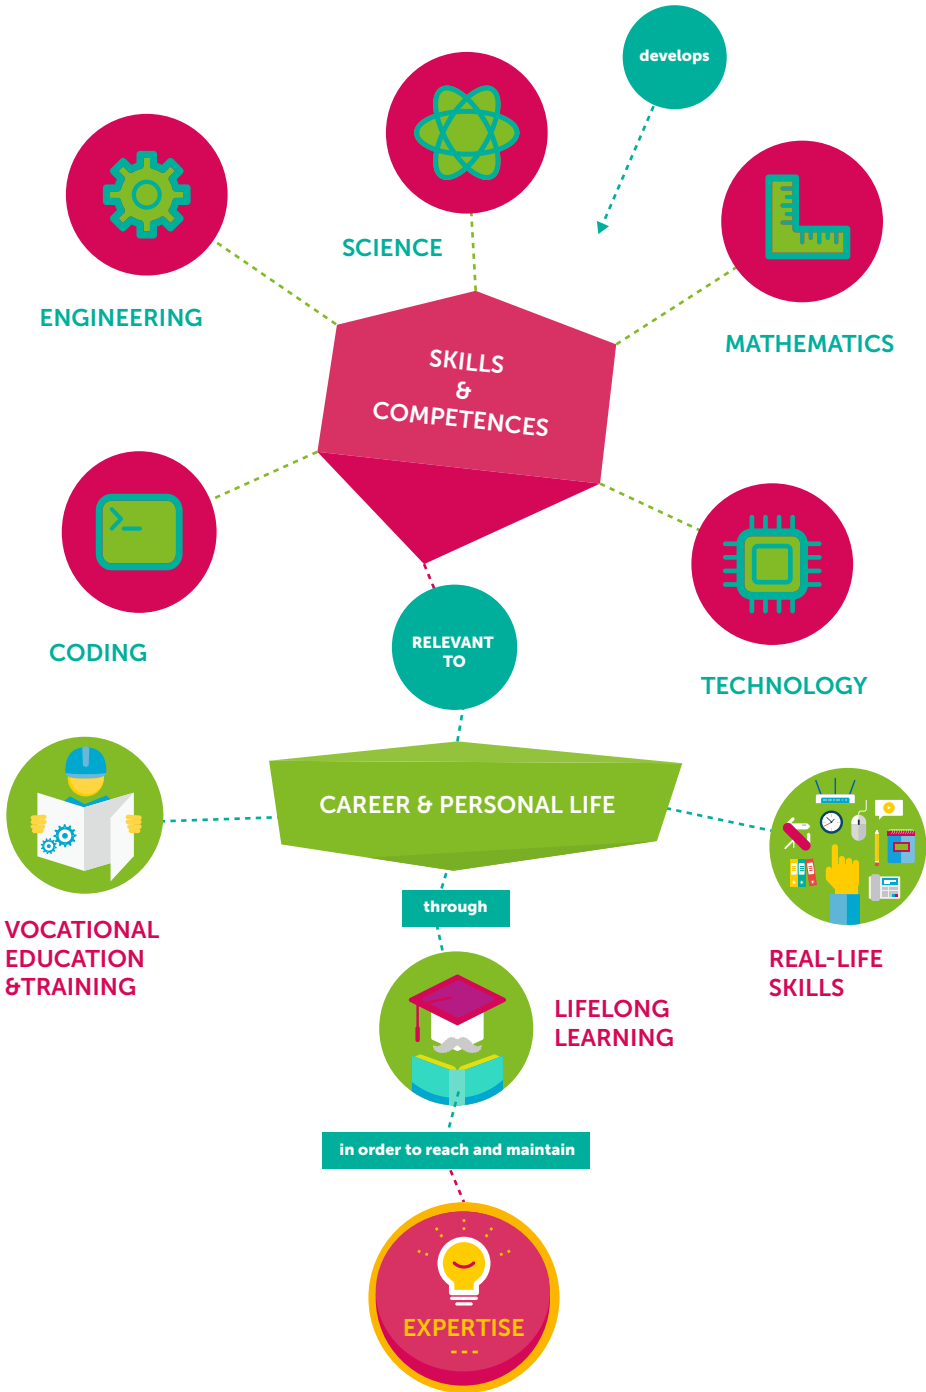 develops
SCIENCE
ENGINEERING
MATHEMATICS
SKILLS
&
COMPETENCES
CODING
RELEVANT
TO
TECHNOLOGY
CAREER & PERSONAL LIFE
through
VOCATIONAL
EDUCATION
&TRAINING
REAL-LIFE
SKILLS
LIFELONG
LEARNING
in order to reach and maintain
EXPERTISE